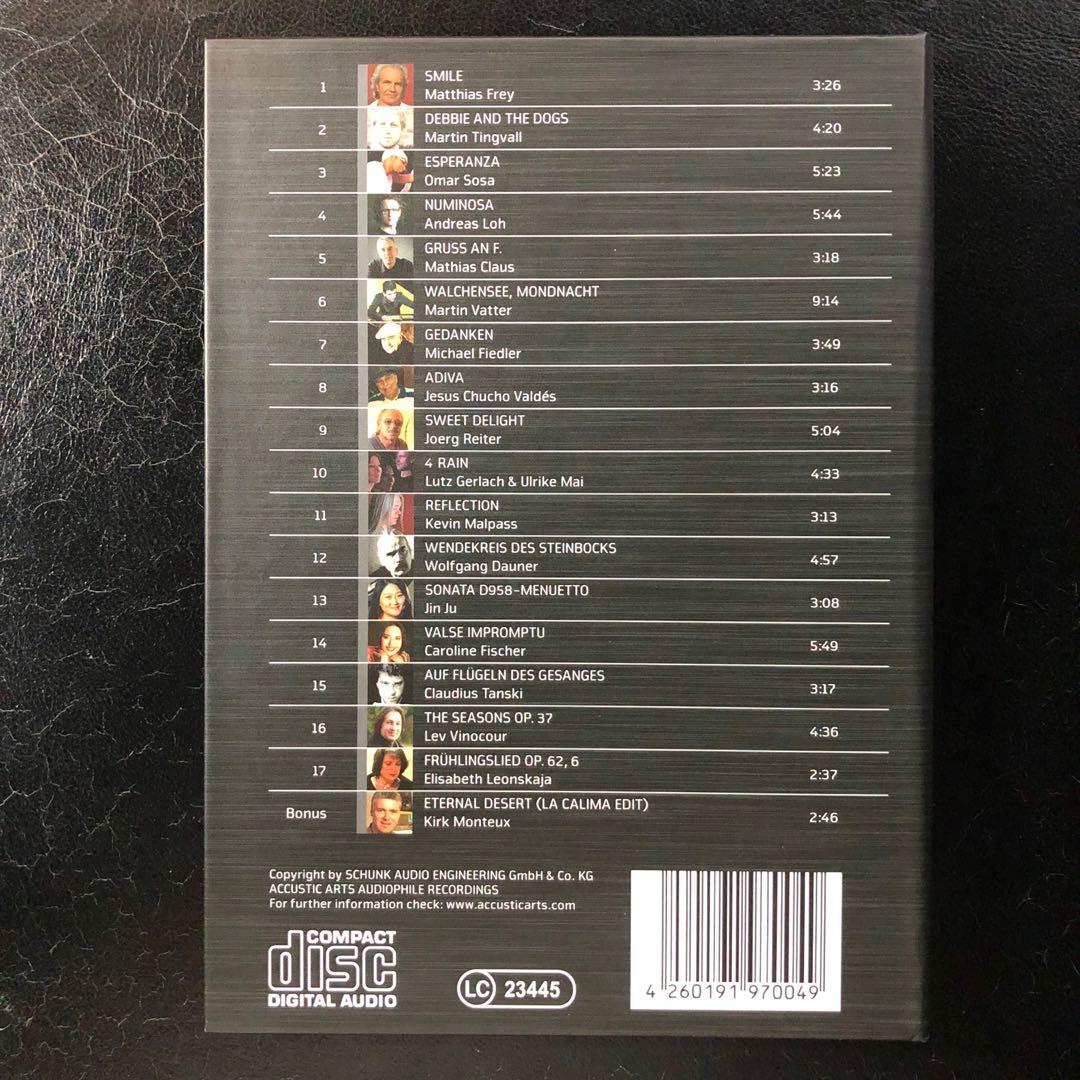 1 SMILE 3:26
Matthias Frey
2 DEBBIE AND THE DOGS 4:20
Martin Tingvall
3 ESPERANZA 5:23
Omar Sosa
4 NUMINOSA 5:44
Andreas Loh
5 GRUSS AN F. 3:18
Mathias Claus
6 WALCHENSEE, MONDNACHT 9:14
Martin Vatter
7 GEDANKEN 3:49
Michael Fiedler
8 ADIVA 3:16
Jesus Chucho Valdés
9 SWEET DELIGHT 5:04
Joerg Reiter
10 4 RAIN 4:33
Lutz Gerlach & Ulrike Mai
11 REFLECTION 3:13
Kevin Malpass
12 WENDEKREIS DES STEINBOCKS 4:57
Wolfgang Dauner
13 SONATA D958-MENUETTO 3:08
Jin Ju
14 VALSE IMPROMPTU 5:49
Caroline Fischer
15 AUF FLÜGELN DES GESANGES 3:17
Claudius Tanski
16 THE SEASONS OP. 37 4:36
Lev Vinocour
17 FRÜHLINGSLIED OP. 62, 6 2:37
Elisabeth Leonskaja
Bonus ETERNAL DESERT (LA CALIMA EDIT) 2:46
Kirk Monteux
Copyright by SCHUNK AUDIO ENGINEERING GmbH & Co. KG
ACCUSTIC ARTS AUDIOPHILE RECORDINGS
For further information check: www.accusticarts.com
COMPACT
disc
DIGITAL AUDIO
LC 23445
4 260191 970049